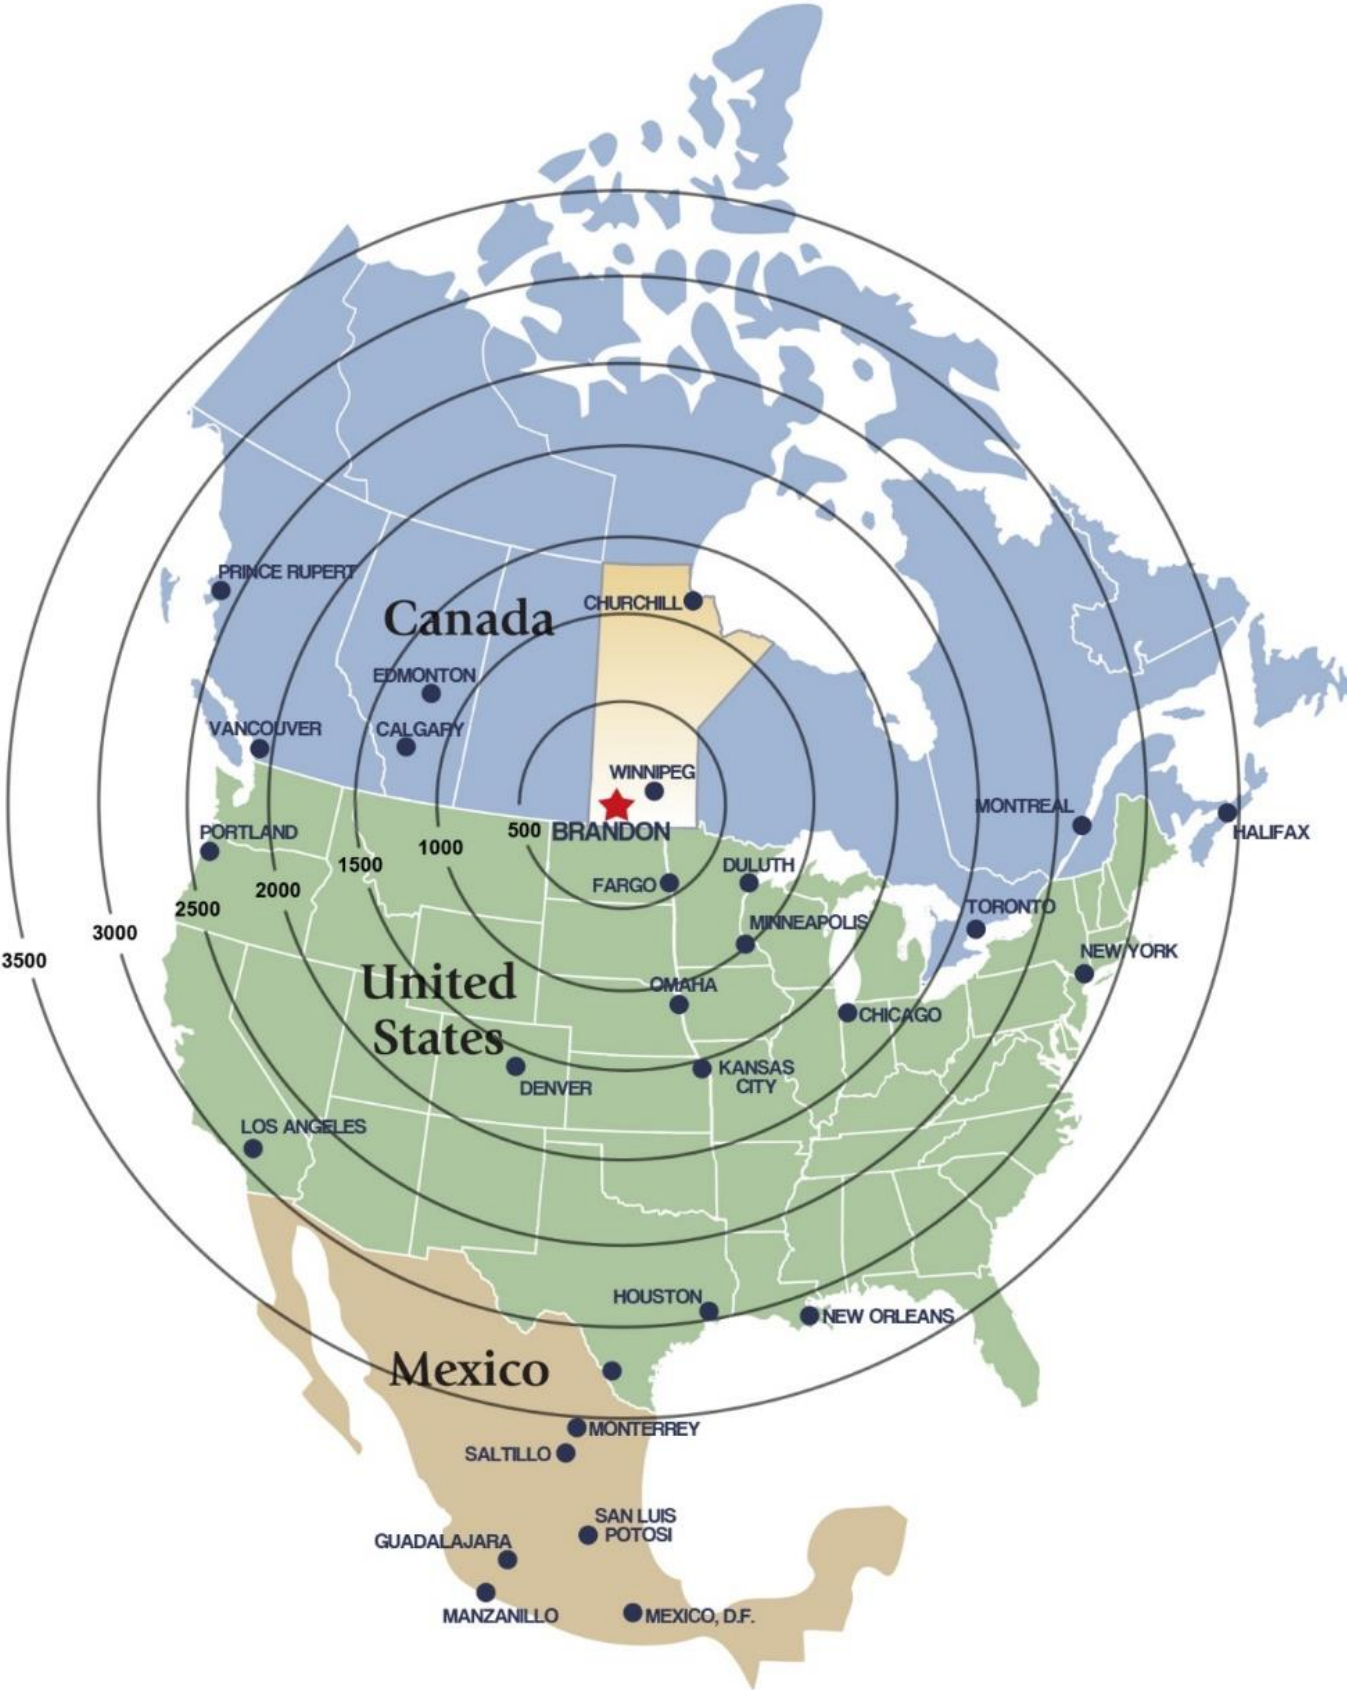 PRINCE RUPERT
CHURCHILL
Canada
EDMONTON
VANCOUVER
CALGARY
WINNIPEG
MONTREAL
PORTLAND
500
BRANDON
HALIFAX
1000
1500
DULUTH
2000
FARGO
2500
MINNEAPOLIS
TORONTO
3000
NEW YORK
3500
United
States
OMAHA
CHICAGO
KANSAS
CITY
DENVER
LOS ANGELES
HOUSTON
NEW ORLEANS
Mexico
MONTERREY
SALTILLO
SAN LUIS
POTOSI
GUADALAJARA
MANZANILLO
MEXICO, D.F.